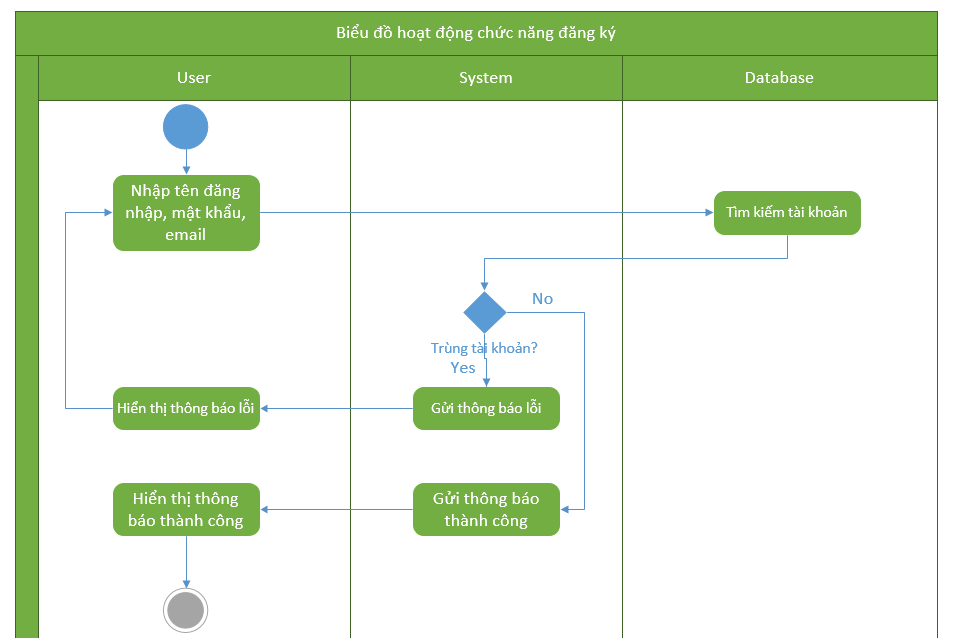 Biểu đồ hoạt động chức năng đăng ký
User
System
Database
Nhập tên đăng
nhập, mật khẩu,
email
Tìm kiếm tài khoản
No
Trùng tài khoản?
Yes
Hiển thị thông báo lỗi
Gửi thông báo lỗi
Hiển thị thông
báo thành công
Gửi thông báo
thành công